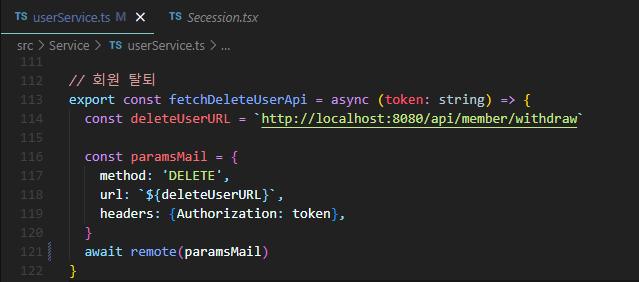 TS userService.ts M X TS Secession.tsx
src > Service > TS userService.ts > ...
111
112 // 회원 탈퇴
113 export const fetchDeleteUserApi = async (token: string) => {
114 const deleteUserURL = `http://localhost:8080/api/member/withdraw`
115
116 const paramsMail = {
117 method: 'DELETE',
118 url: `${deleteUserURL}`,
119 headers: {Authorization: token},
120 }
121 await remote(paramsMail)
122 }